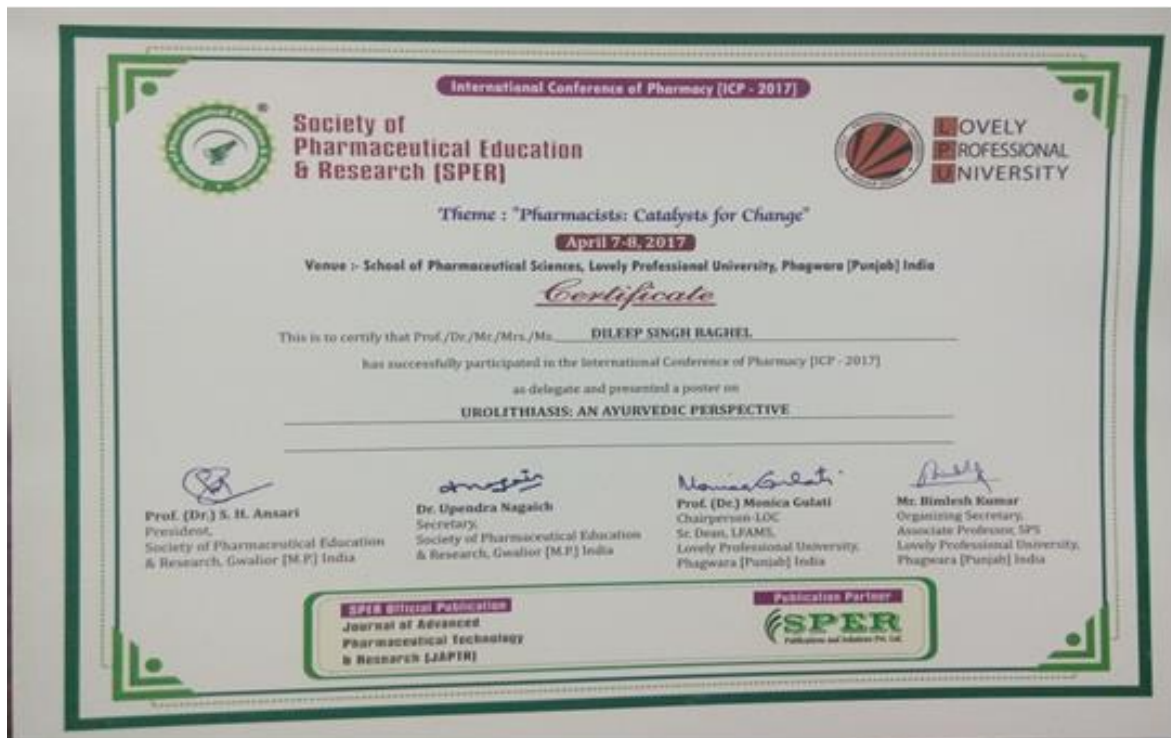 International Conference of Pharmacy [ICP - 2017]
Society of
Pharmaceutical Education
& Research [SPER]
®
LOVELY
PROFESSIONAL
UNIVERSITY
Theme : "Pharmacists: Catalysts for Change"
April 7-8, 2017
Venue :- School of Pharmaceutical Sciences, Lovely Professional University, Phagwara [Punjab] India
Certificate
This is to certify that Prof./Dr./Mr./Mrs./Ms. DILEEP SINGH BAGHEL
has successfully participated in the International Conference of Pharmacy [ICP - 2017]
as delegate and presented a poster on
UROLITHIASIS: AN AYURVEDIC PERSPECTIVE
Prof. (Dr.) S. H. Ansari
President,
Society of Pharmaceutical Education
& Research, Gwalior [M.P.] India
Dr. Upendra Nagaich
Secretary,
Society of Pharmaceutical Education
& Research, Gwalior [M.P.] India
Monica Gulati
Prof. (Dr.) Monica Gulati
Chairperson-LOC
Sr. Dean, LFAMS,
Lovely Professional University,
Phagwara [Punjab] India
Mr. Bimlesh Kumar
Organizing Secretary,
Associate Professor, SPS
Lovely Professional University,
Phagwara [Punjab] India
SPER Official Publication
Journal of Advanced
Pharmaceutical Technology
& Research [JAPTR]
Publication Partner
SPER
Publications and Solutions Pvt. Ltd.